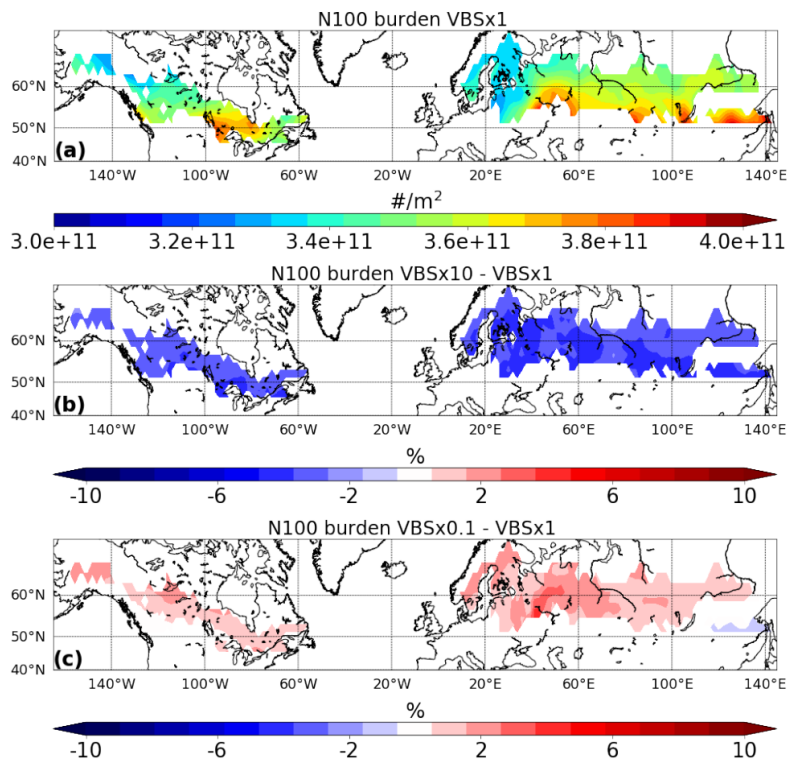 N100 burden VBSx1
60°N
50°N
40°N
(a)
140°W 100°W 60°W 20°W 20°E 60°E 100°E 140°E
#/m²
3.0e+11 3.2e+11 3.4e+11 3.6e+11 3.8e+11 4.0e+11
N100 burden VBSx10 - VBSx1
60°N
50°N
40°N
(b)
140°W 100°W 60°W 20°W 20°E 60°E 100°E 140°E
%
-10 -6 -2 2 6 10
N100 burden VBSx0.1 - VBSx1
60°N
50°N
40°N
(c)
140°W 100°W 60°W 20°W 20°E 60°E 100°E 140°E
%
-10 -6 -2 2 6 10